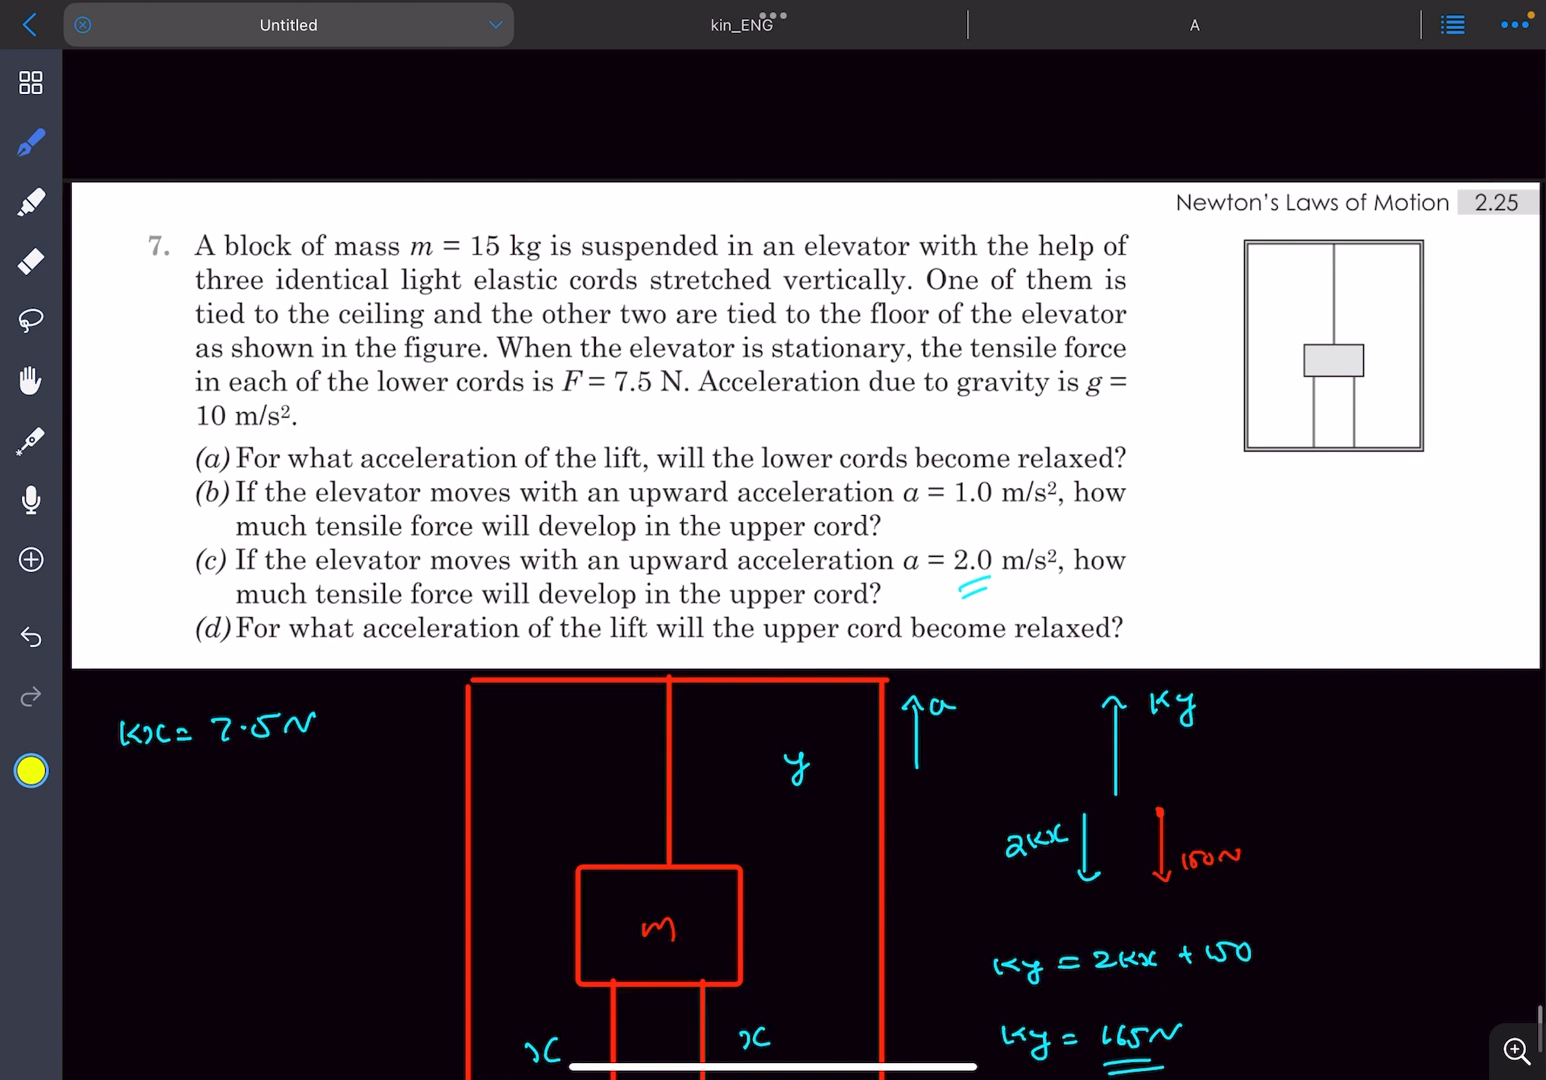 Untitled
kin_ENG
A
Newton's Laws of Motion 2.25
7. A block of mass m = 15 kg is suspended in an elevator with the help of
three identical light elastic cords stretched vertically. One of them is
tied to the ceiling and the other two are tied to the floor of the elevator
as shown in the figure. When the elevator is stationary, the tensile force
in each of the lower cords is F = 7.5 N. Acceleration due to gravity is g =
10 m/s².
(a) For what acceleration of the lift, will the lower cords become relaxed?
(b) If the elevator moves with an upward acceleration a = 1.0 m/s², how
much tensile force will develop in the upper cord?
(c) If the elevator moves with an upward acceleration a = 2.0 m/s², how
much tensile force will develop in the upper cord?
(d) For what acceleration of the lift will the upper cord become relaxed?
kx = 7.5N
a
ky
y
2kx
150N
m
ky = 2kx + 150
x
x
ky = 165N